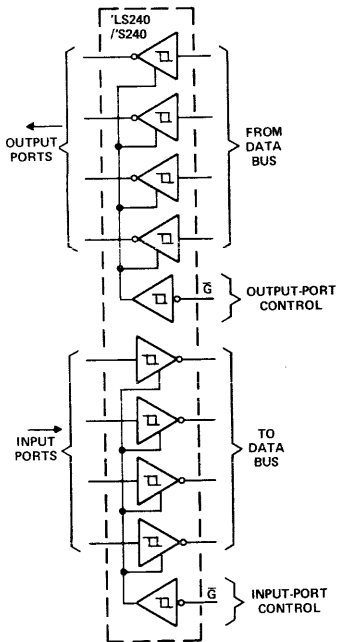 'LS240
/'S240
OUTPUT
PORTS
FROM
DATA
BUS
G̅
OUTPUT-PORT
CONTROL
INPUT
PORTS
TO
DATA
BUS
G̅
INPUT-PORT
CONTROL